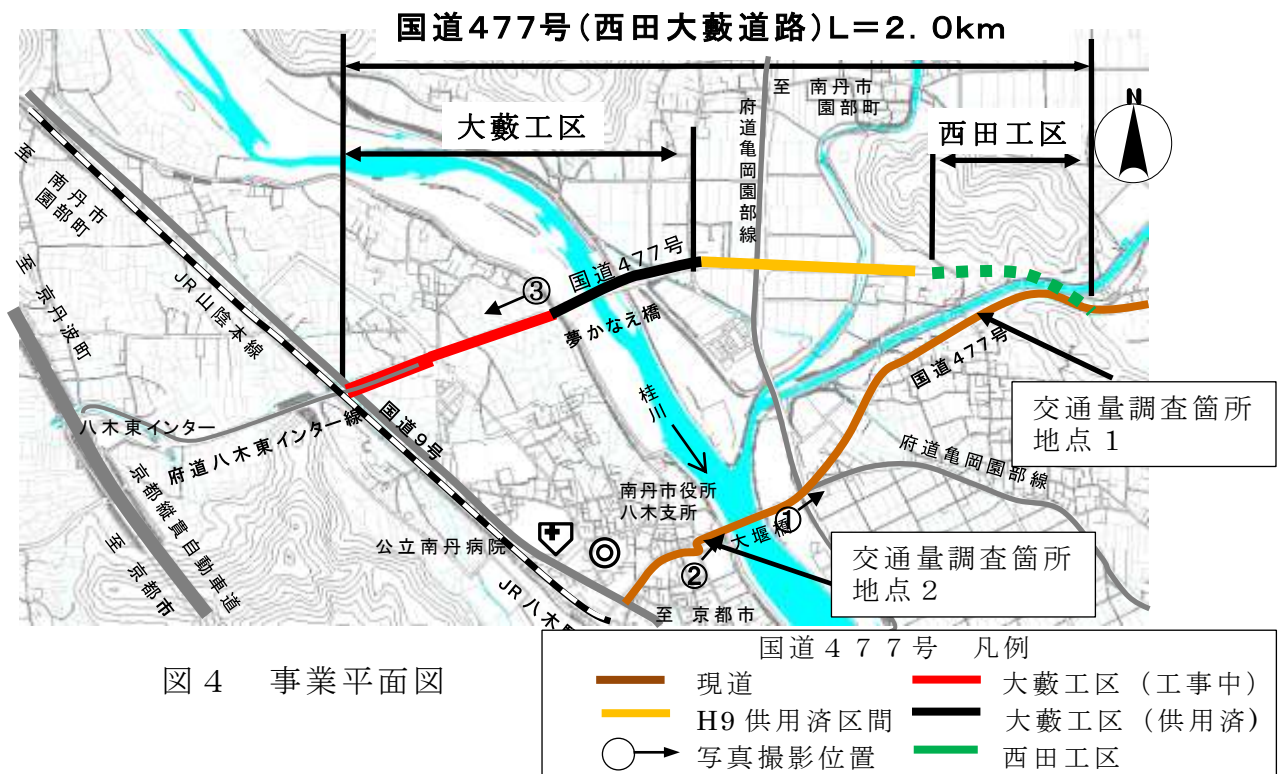 国道477号(西田大藪道路)L=2.0km
至 南丹市
園部町
大藪工区
西田工区
N
府道亀岡園部線
至 南丹市
園部町
国道477号
③
夢かなえ橋
至 京丹波町
JR山陰本線
国道477号
桂川
交通量調査箇所
地点1
八木東インター
国道9号
府道八木東インター線
府道亀岡園部線
南丹市役所
八木支所
京都縦貫自動車道
公立南丹病院
①
大堰橋
②
交通量調査箇所
地点2
至 京都市
JR八木
至 京都市
図4 事業平面図
国道477号 凡例
現道
大藪工区(工事中)
H9供用済区間
大藪工区(供用済)
写真撮影位置
西田工区